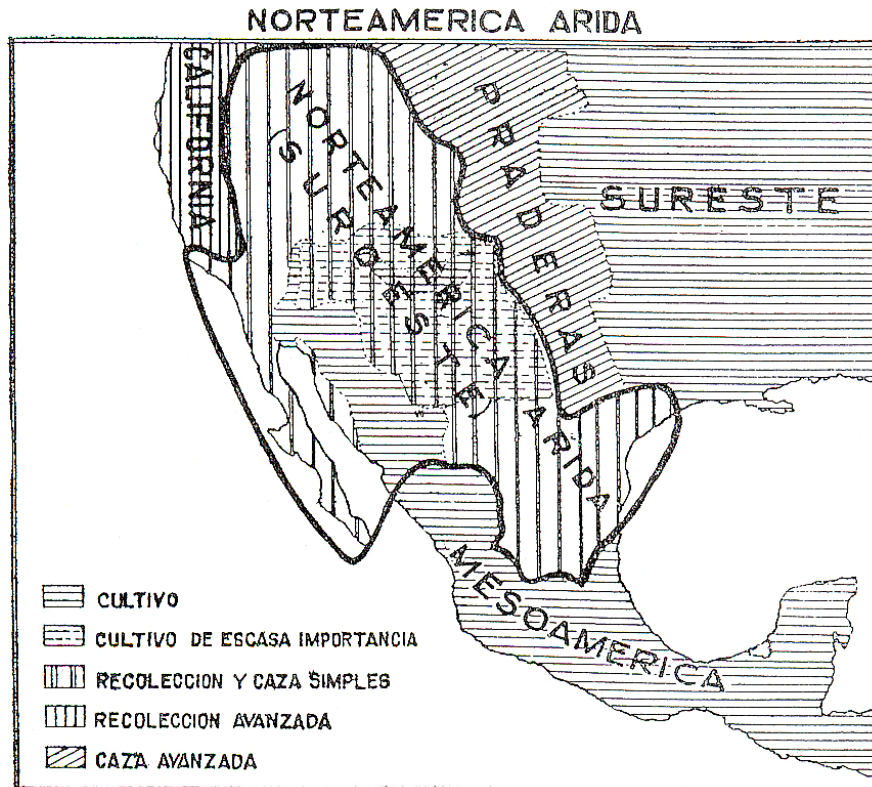 NORTEAMERICA ARIDA
CALIFORNIA
NORTEAMERICA ARIDA
(SUROESTE)
PRADERAS
SURESTE
MESOAMERICA
CULTIVO
CULTIVO DE ESCASA IMPORTANCIA
RECOLECCION Y CAZA SIMPLES
RECOLECCION AVANZADA
CAZA AVANZADA